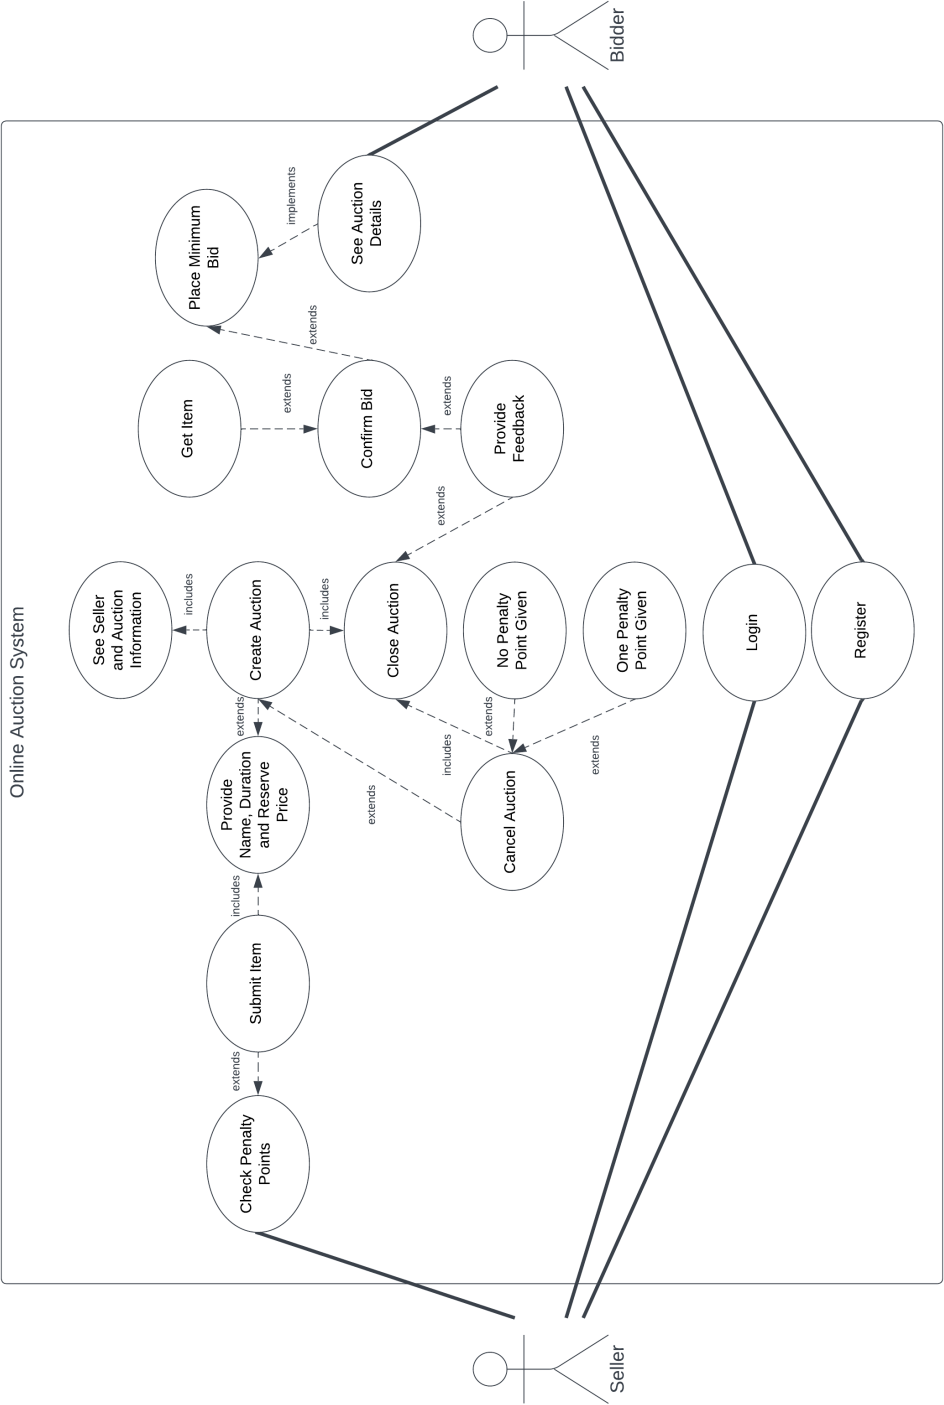 Online Auction System
Seller
Bidder
Check Penalty
Points
extends
Submit Item
includes
Provide
Name, Duration
and Reserve
Price
extends
Create Auction
includes
See Seller
and Auction
Information
includes
Close Auction
extends
includes
Cancel Auction
extends
No Penalty
Point Given
extends
One Penalty
Point Given
extends
Provide
Feedback
extends
Confirm Bid
extends
Get Item
extends
Place Minimum
Bid
implements
See Auction
Details
Login
Register